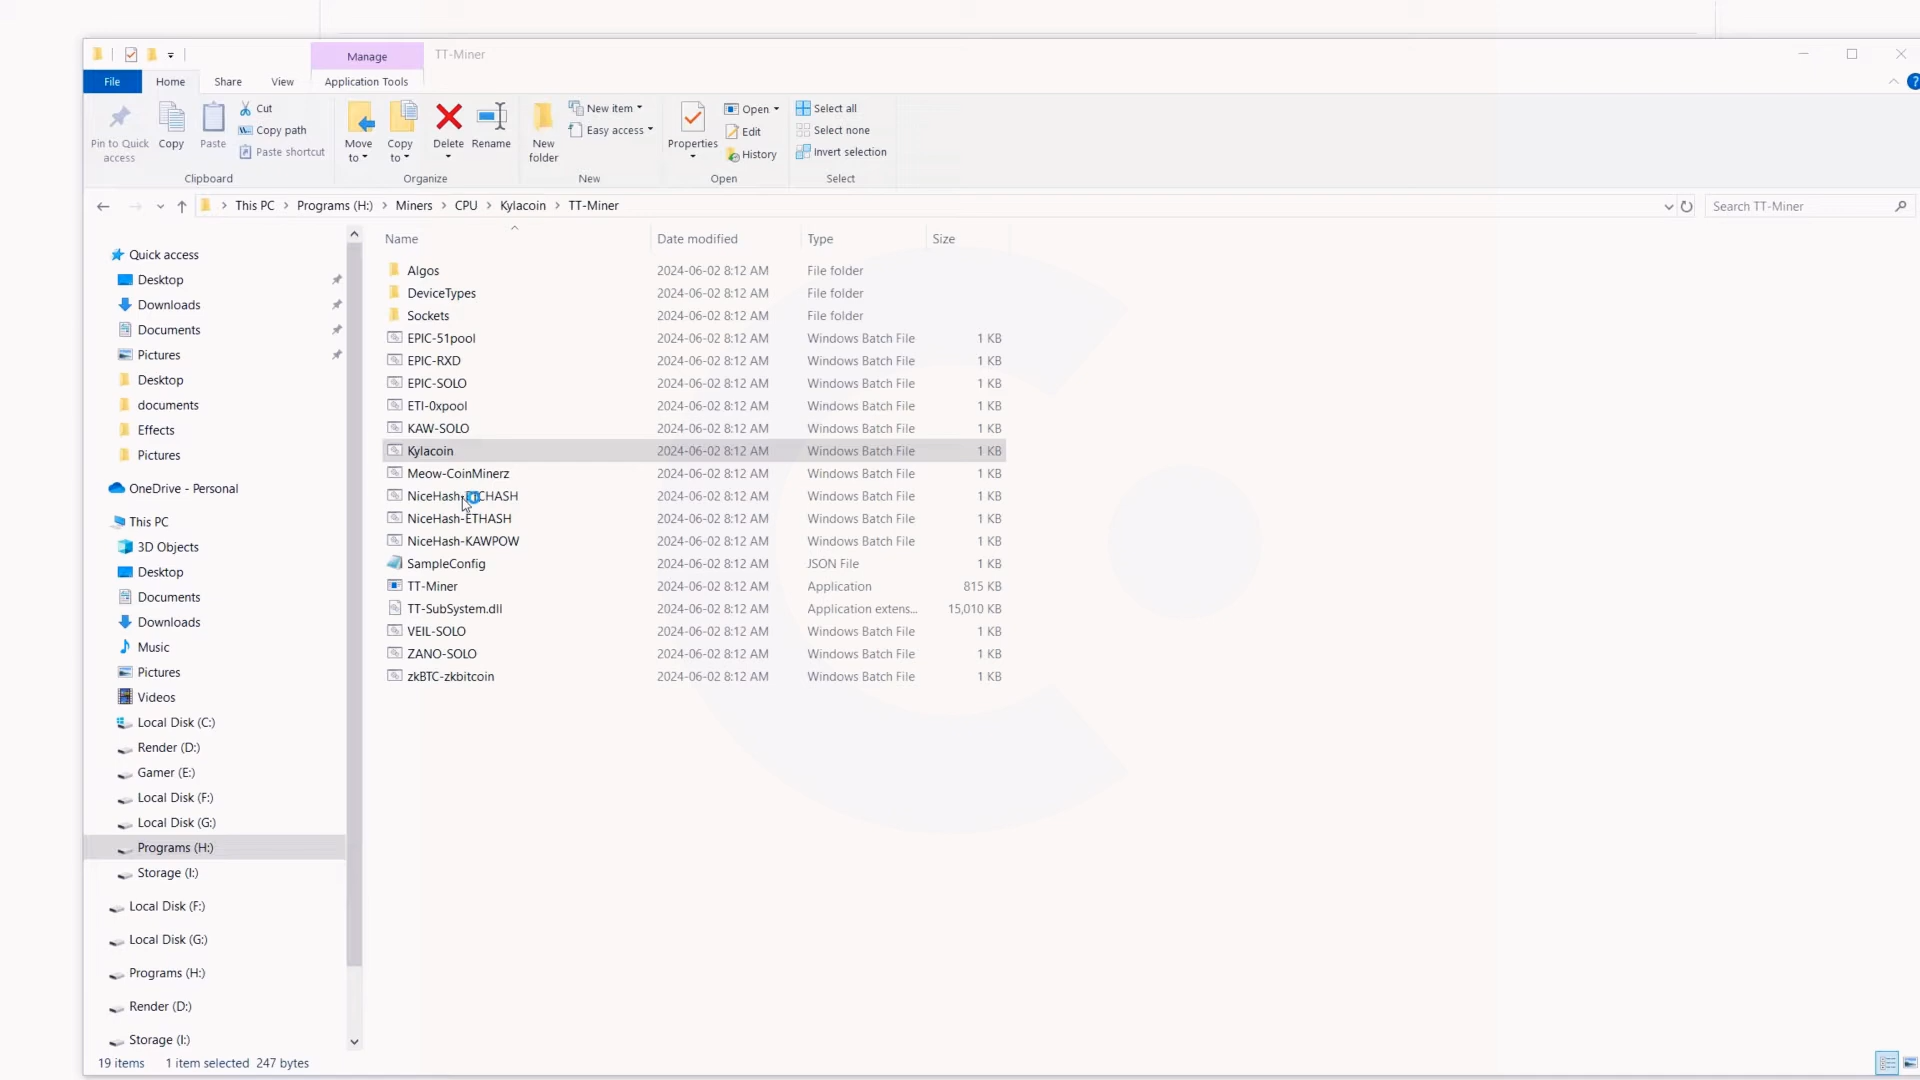 Manage
TT-Miner
File
Home
Share
View
Application Tools
Pin to Quick access
Copy
Paste
Cut
Copy path
Paste shortcut
Clipboard
Move to
Copy to
Delete
Rename
Organize
New folder
New item
Easy access
New
Properties
Open
Edit
History
Open
Select all
Select none
Invert selection
Select
This PC > Programs (H:) > Miners > CPU > Kylacoin > TT-Miner
Search TT-Miner
Quick access
Desktop
Downloads
Documents
Pictures
Desktop
documents
Effects
Pictures
OneDrive - Personal
This PC
3D Objects
Desktop
Documents
Downloads
Music
Pictures
Videos
Local Disk (C:)
Render (D:)
Gamer (E:)
Local Disk (F:)
Local Disk (G:)
Programs (H:)
Storage (I:)
Local Disk (F:)
Local Disk (G:)
Programs (H:)
Render (D:)
Storage (I:)
Name Date modified Type Size
Algos 2024-06-02 8:12 AM File folder
DeviceTypes 2024-06-02 8:12 AM File folder
Sockets 2024-06-02 8:12 AM File folder
EPIC-51pool 2024-06-02 8:12 AM Windows Batch File 1 KB
EPIC-RXD 2024-06-02 8:12 AM Windows Batch File 1 KB
EPIC-SOLO 2024-06-02 8:12 AM Windows Batch File 1 KB
ETI-0xpool 2024-06-02 8:12 AM Windows Batch File 1 KB
KAW-SOLO 2024-06-02 8:12 AM Windows Batch File 1 KB
Kylacoin 2024-06-02 8:12 AM Windows Batch File 1 KB
Meow-CoinMinerz 2024-06-02 8:12 AM Windows Batch File 1 KB
2024-06-02 8:12 AM Windows Batch File 1 KB
NiceHash-ETHASH 2024-06-02 8:12 AM Windows Batch File 1 KB
NiceHash-KAWPOW 2024-06-02 8:12 AM Windows Batch File 1 KB
SampleConfig 2024-06-02 8:12 AM JSON File 1 KB
TT-Miner 2024-06-02 8:12 AM Application 815 KB
TT-SubSystem.dll 2024-06-02 8:12 AM Application extens... 15,010 KB
VEIL-SOLO 2024-06-02 8:12 AM Windows Batch File 1 KB
ZANO-SOLO 2024-06-02 8:12 AM Windows Batch File 1 KB
zkBTC-zkbitcoin 2024-06-02 8:12 AM Windows Batch File 1 KB
19 items 1 item selected 247 bytes